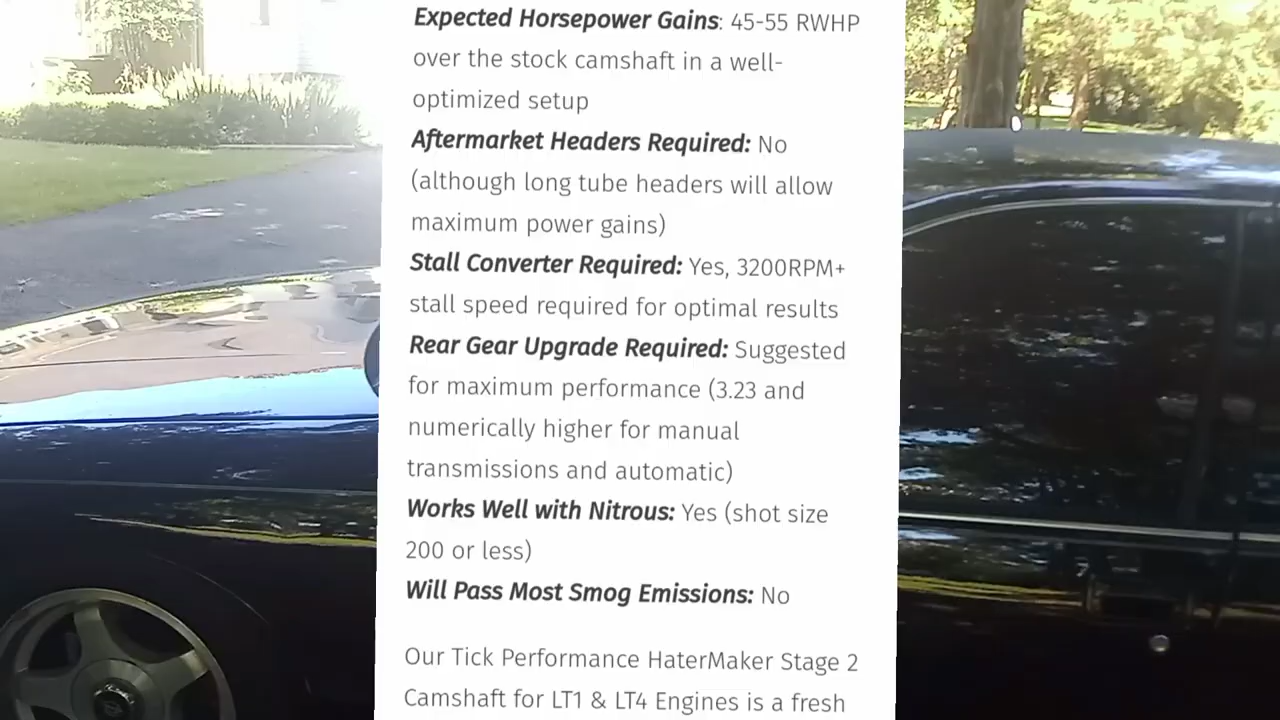 Expected Horsepower Gains: 45-55 RWHP
over the stock camshaft in a well-
optimized setup
Aftermarket Headers Required: No
(although long tube headers will allow
maximum power gains)
Stall Converter Required: Yes, 3200RPM+
stall speed required for optimal results
Rear Gear Upgrade Required: Suggested
for maximum performance (3.23 and
numerically higher for manual
transmissions and automatic)
Works Well with Nitrous: Yes (shot size
200 or less)
Will Pass Most Smog Emissions: No
Our Tick Performance HaterMaker Stage 2
Camshaft for LT1 & LT4 Engines is a fresh